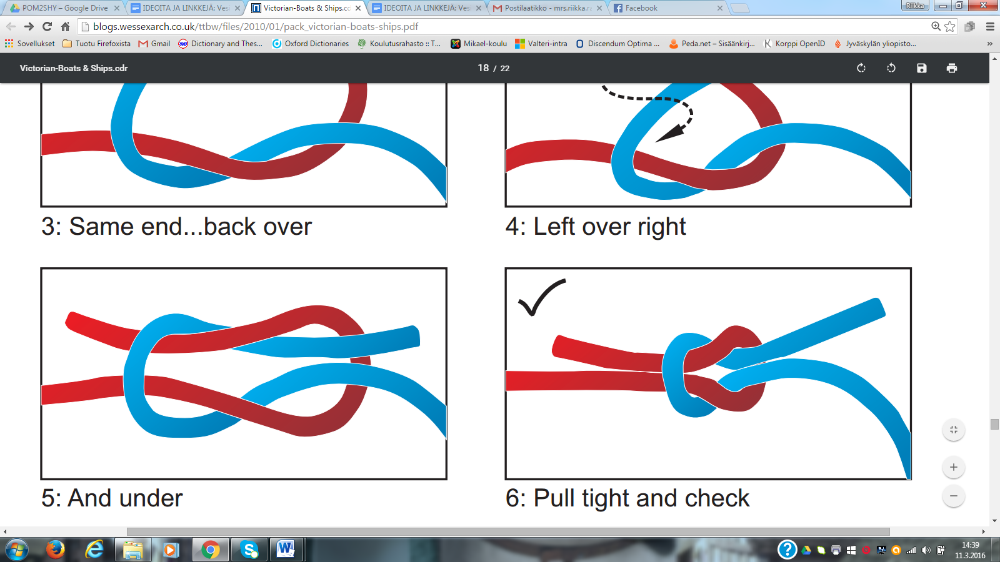 POM2SHY – Google Drive
IDEOITA JA LINKKEJÄ: Vesi
Victorian-Boats & Ships.cd
IDEOITA JA LINKKEJÄ: Vesi
Postilaatikko - mrs.riikka.ra
Facebook
Riikka
blogs.wessexarch.co.uk/ttbw/files/2010/01/pack_victorian-boats-ships.pdf
Sovellukset
Tuotu Firefoxista
Gmail
Dictionary and Thes...
Oxford Dictionaries
Koulutusrahasto :: T...
Mikael-koulu
Valteri-intra
Discendum Optima ...
Peda.net – Sisäänkirj...
Korppi OpenID
Jyväskylän yliopisto...
»
Victorian-Boats & Ships.cdr
18 / 22
3: Same end...back over
4: Left over right
5: And under
6: Pull tight and check
14:39
11.3.2016